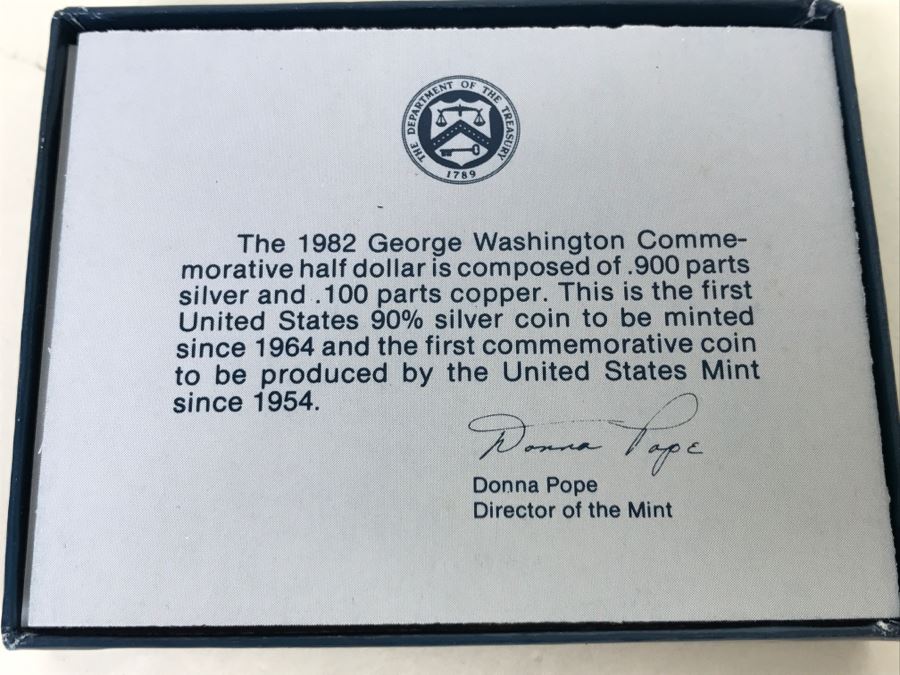 THE DEPARTMENT OF THE TREASURY
1789
The 1982 George Washington Comme-
morative half dollar is composed of .900 parts
silver and .100 parts copper. This is the first
United States 90% silver coin to be minted
since 1964 and the first commemorative coin
to be produced by the United States Mint
since 1954.
Donna Pope
Donna Pope
Director of the Mint